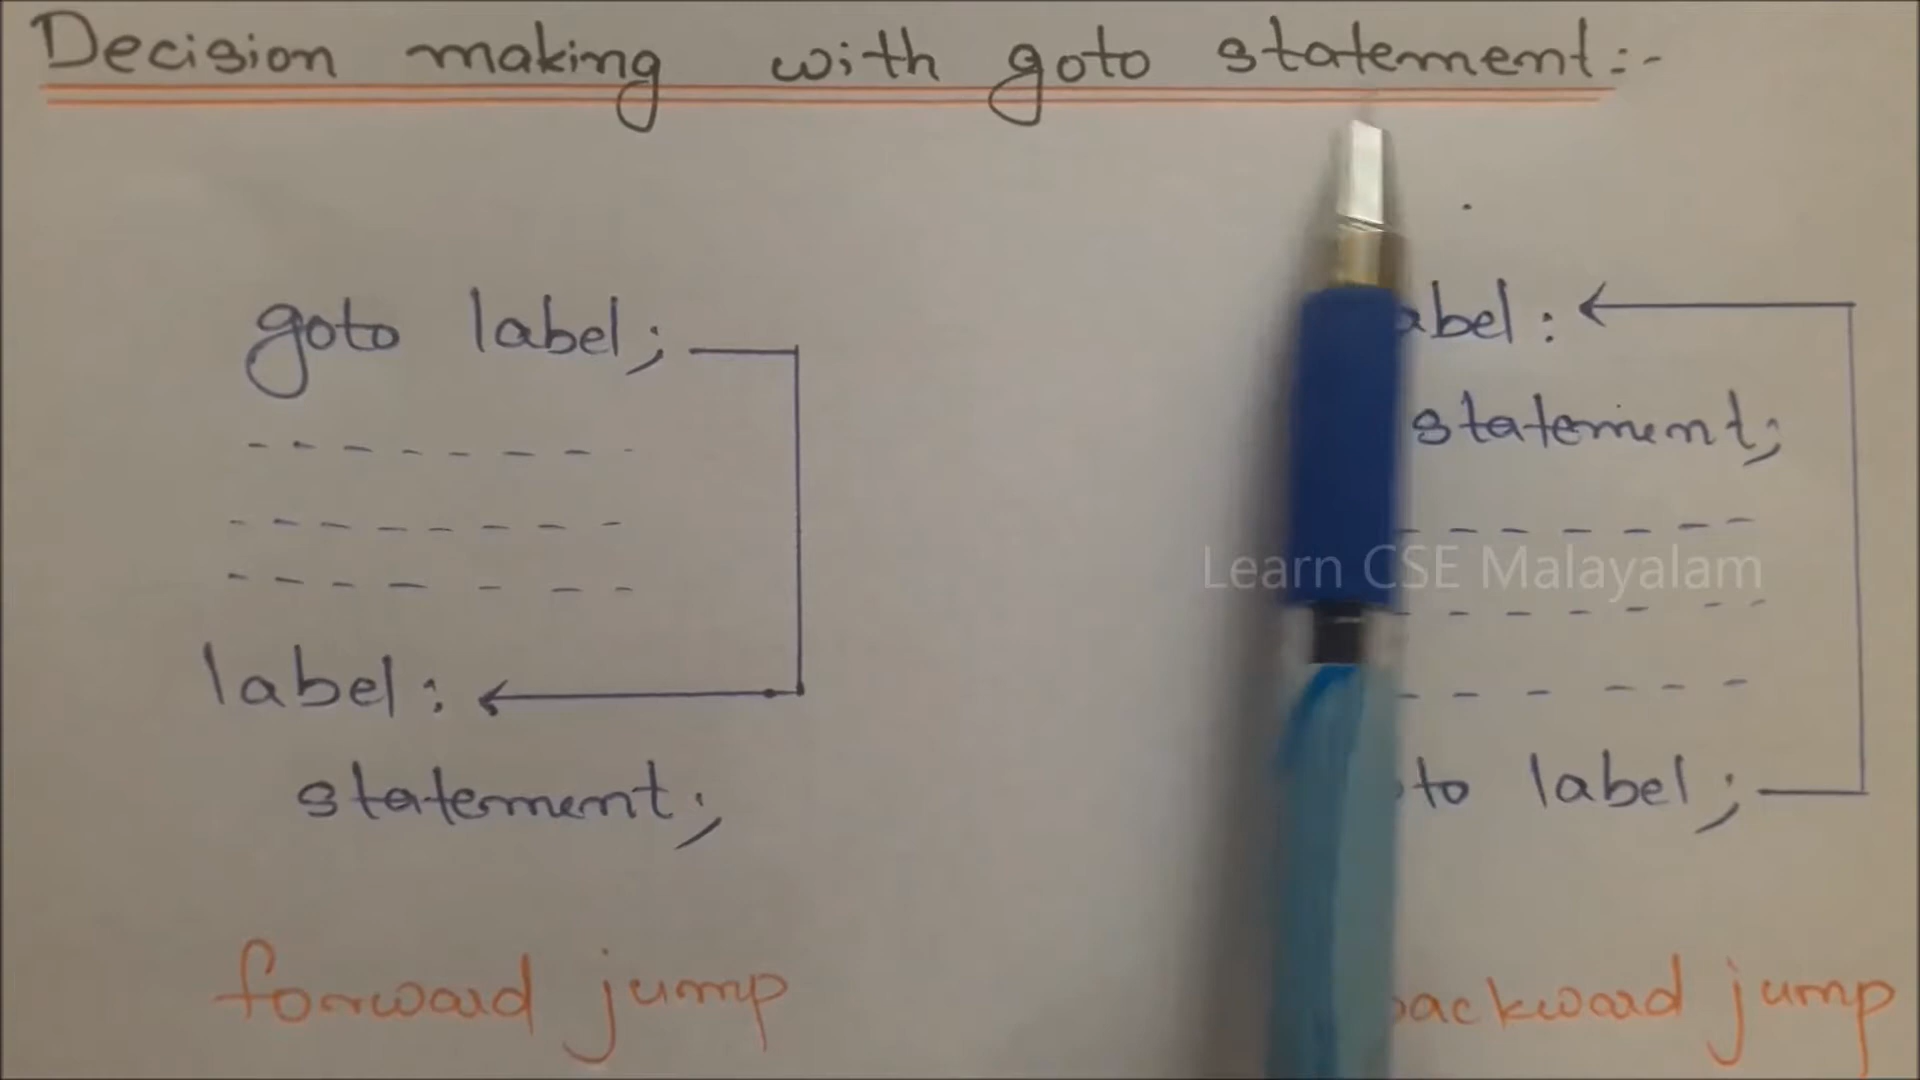 Decision making with goto statement:-
goto label;
label:
statement;
forward jump
abel:
statement;
Learn CSE Malayalam
to label;
backward jump